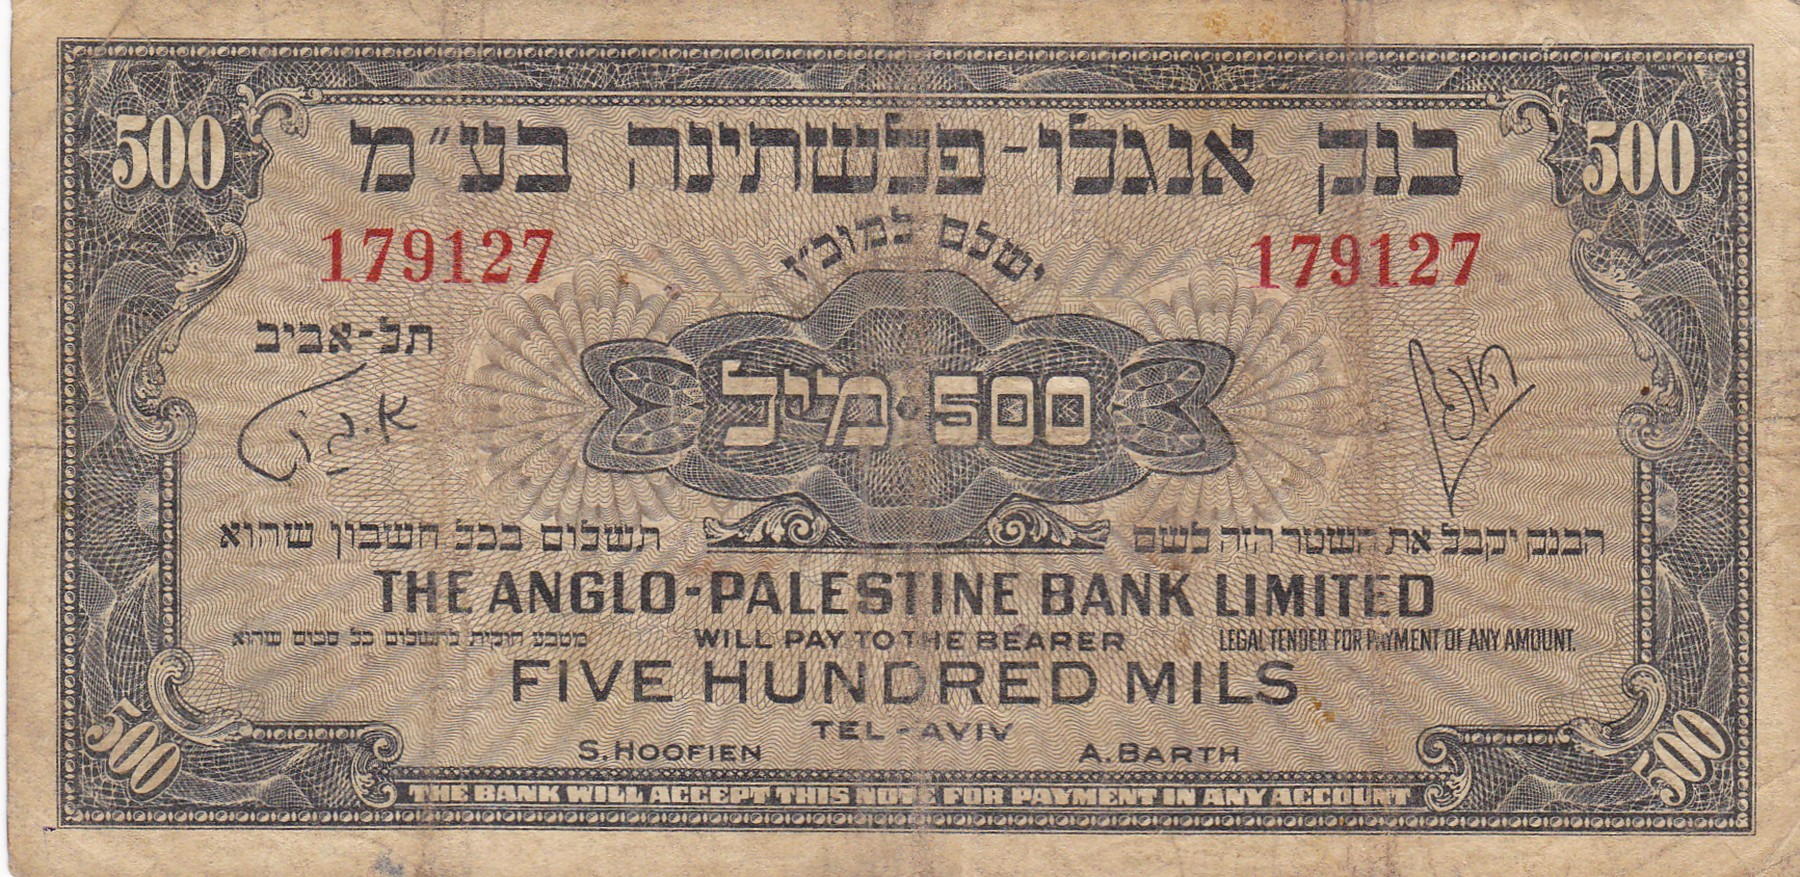 500 בנק אנגלו-פלשתינה בע״מ 500
ישלם למוכ״ז
179127 179127
תל-אביב
א. ברט הופין
500 מיל
הבנק יקבל את השטר הזה לשם תשלום בכל חשבון שהוא
THE ANGLO-PALESTINE BANK LIMITED
מטבע חוקית לתשלום כל סכום שהוא
WILL PAY TO THE BEARER
LEGAL TENDER FOR PAYMENT OF ANY AMOUNT.
FIVE HUNDRED MILS
TEL-AVIV
S. HOOFIEN A. BARTH
500 THE BANK WILL ACCEPT THIS NOTE FOR PAYMENT IN ANY ACCOUNT 500